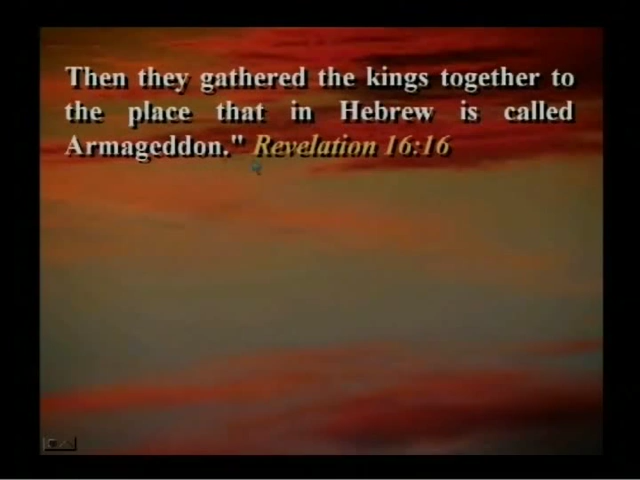 Then they gathered the kings together to
the place that in Hebrew is called
Armageddon." Revelation 16:16